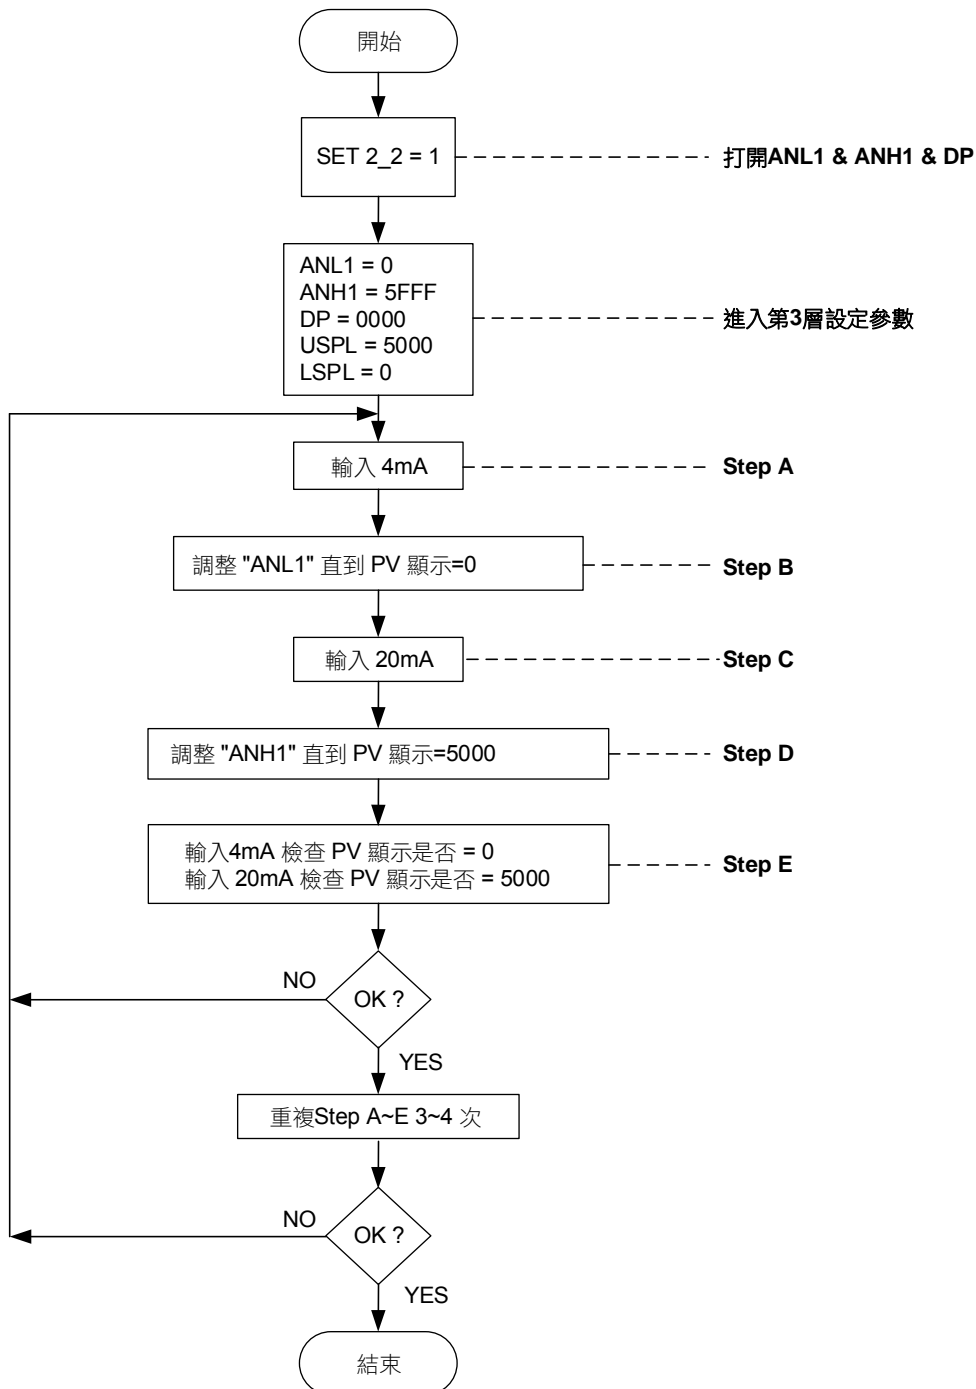 開始
SET 2_2 = 1
打開ANL1 & ANH1 & DP
ANL1 = 0
ANH1 = 5FFF
DP = 0000
USPL = 5000
LSPL = 0
進入第3層設定參數
輸入 4mA
Step A
調整 "ANL1" 直到 PV 顯示=0
Step B
輸入 20mA
Step C
調整 "ANH1" 直到 PV 顯示=5000
Step D
輸入4mA 檢查 PV 顯示是否 = 0
輸入 20mA 檢查 PV 顯示是否 = 5000
Step E
NO
OK ?
YES
重複Step A~E 3~4 次
NO
OK ?
YES
結束